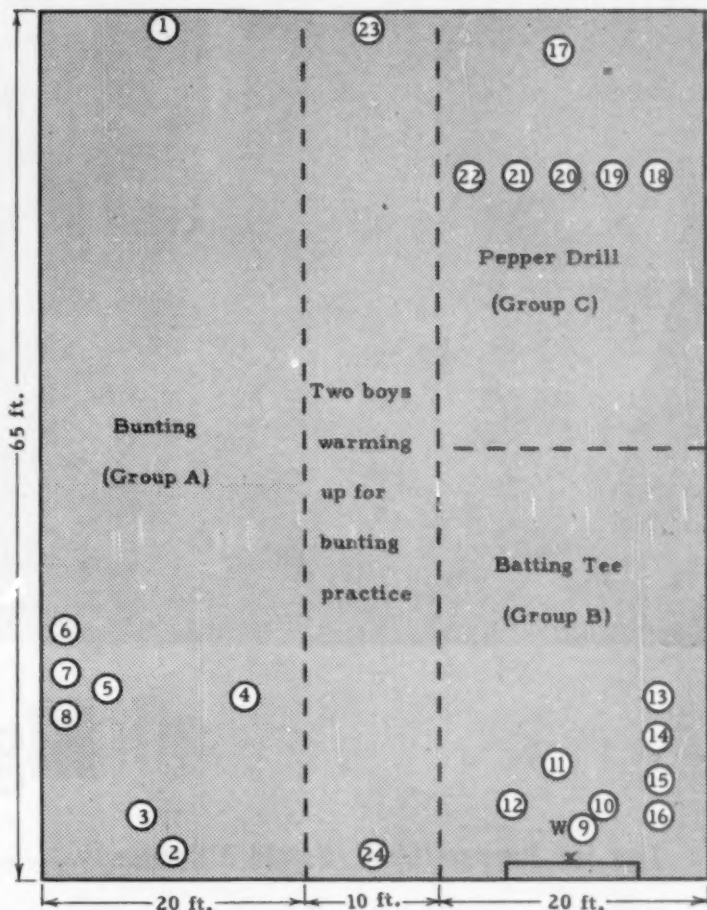 1
23
17
22 21 20 19 18
Pepper Drill
(Group C)
65 ft.
Two boys
warming
up for
bunting
practice
Bunting
(Group A)
Batting Tee
(Group B)
6
7
5
8
4
13
14
11
15
3
12
10
16
W
9
2
24
x
20 ft.
10 ft.
20 ft.